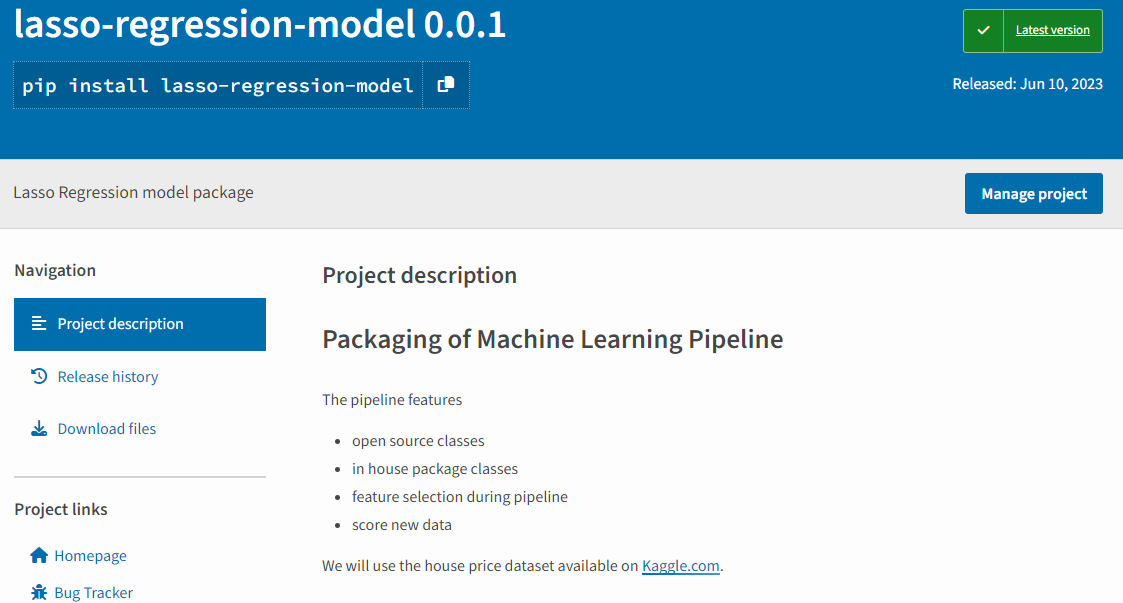 lasso-regression-model 0.0.1
Latest version
pip install lasso-regression-model
Released: Jun 10, 2023
Lasso Regression model package
Manage project
Navigation
Project description
Release history
Download files
Project links
Homepage
Bug Tracker
Project description
Packaging of Machine Learning Pipeline
The pipeline features
open source classes
in house package classes
feature selection during pipeline
score new data
We will use the house price dataset available on Kaggle.com.